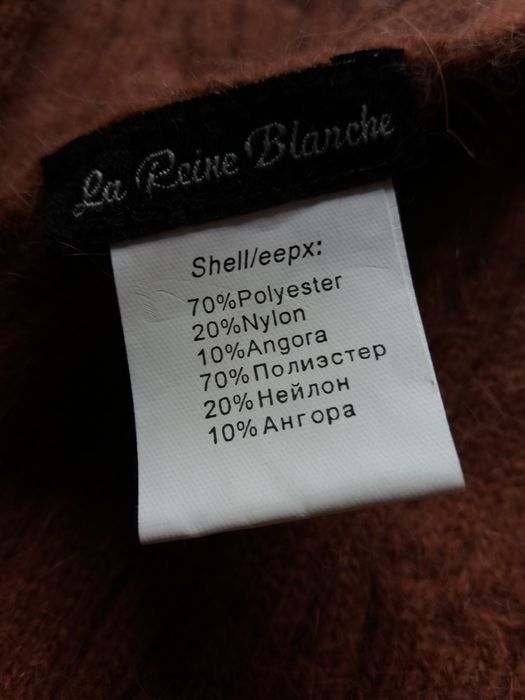 La Reine Blanche
Shell/eepx:
70%Polyester
20%Nylon
10%Angora
70%Полиэстер
20%Нейлон
10%Ангора